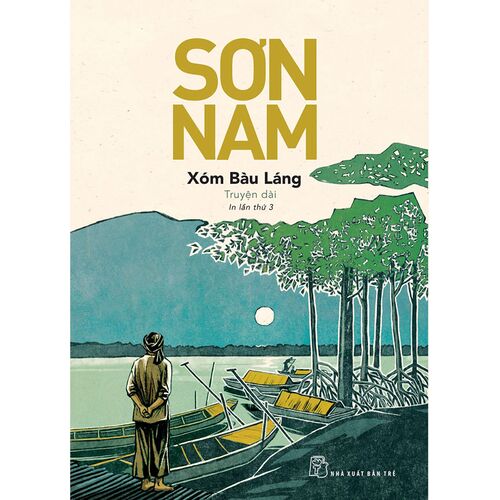 SƠN
NAM
Xóm Bàu Láng
Truyện dài
In lần thứ 3
NHÀ XUẤT BẢN TRẺ